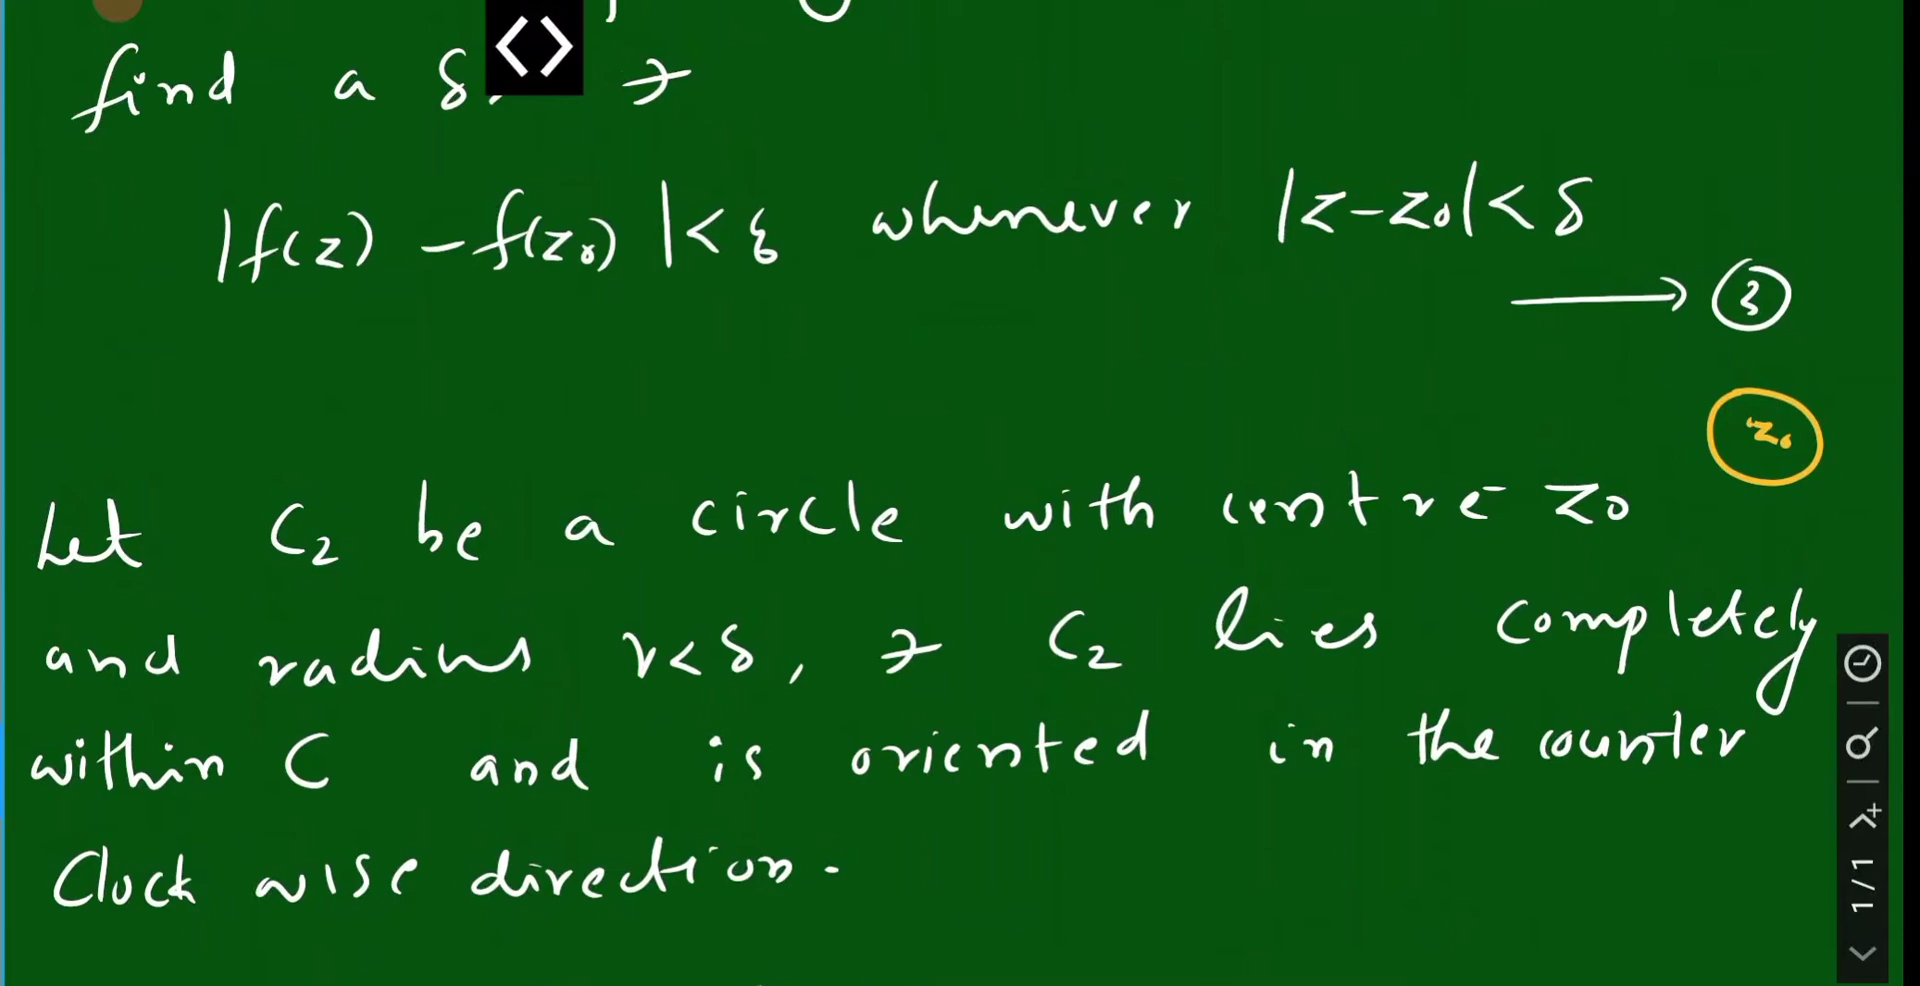 find a δ ∋
|f(z) - f(z₀)| < ε whenever |z-z₀| < δ
→ ③
z₀
Let C₂ be a circle with centre z₀
and radius r<δ, ∋ C₂ lies completely
within C and is oriented in the counter
Clock wise direction.
1/1